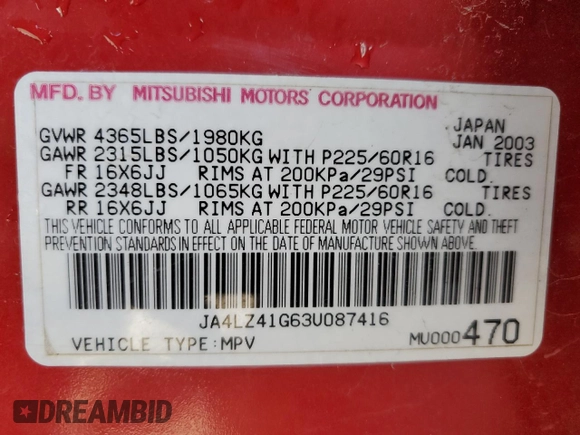 MFD. BY MITSUBISHI MOTORS CORPORATION
GVWR 4365LBS/1980KG JAPAN JAN 2003
GAWR 2315LBS/1050KG WITH P225/60R16 TIRES
FR 16X6JJ RIMS AT 200KPa/29PSI COLD.
GAWR 2348LBS/1065KG WITH P225/60R16 TIRES
RR 16X6JJ RIMS AT 200KPa/29PSI COLD.
THIS VEHICLE CONFORMS TO ALL APPLICABLE FEDERAL MOTOR VEHICLE SAFETY AND THEFT
PREVENTION STANDARDS IN EFFECT ON THE DATE OF MANUFACTURE SHOWN ABOVE.
JA4LZ41G63U087416
VEHICLE TYPE:MPV MU000470
DREAMBID